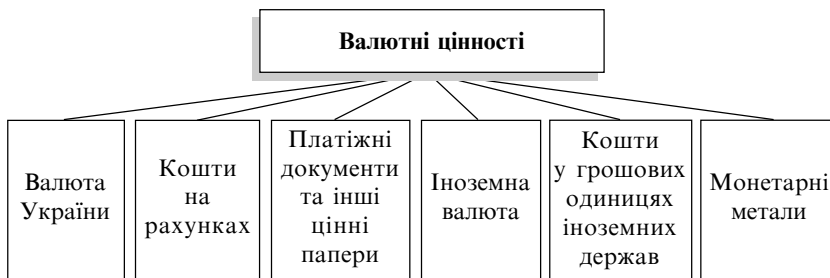 Валютні цінності
Валюта
України
Кошти
на
рахунках
Платіжні
документи
та інші
цінні
папери
Іноземна
валюта
Кошти
у грошових
одиницях
іноземних
держав
Монетарні
метали